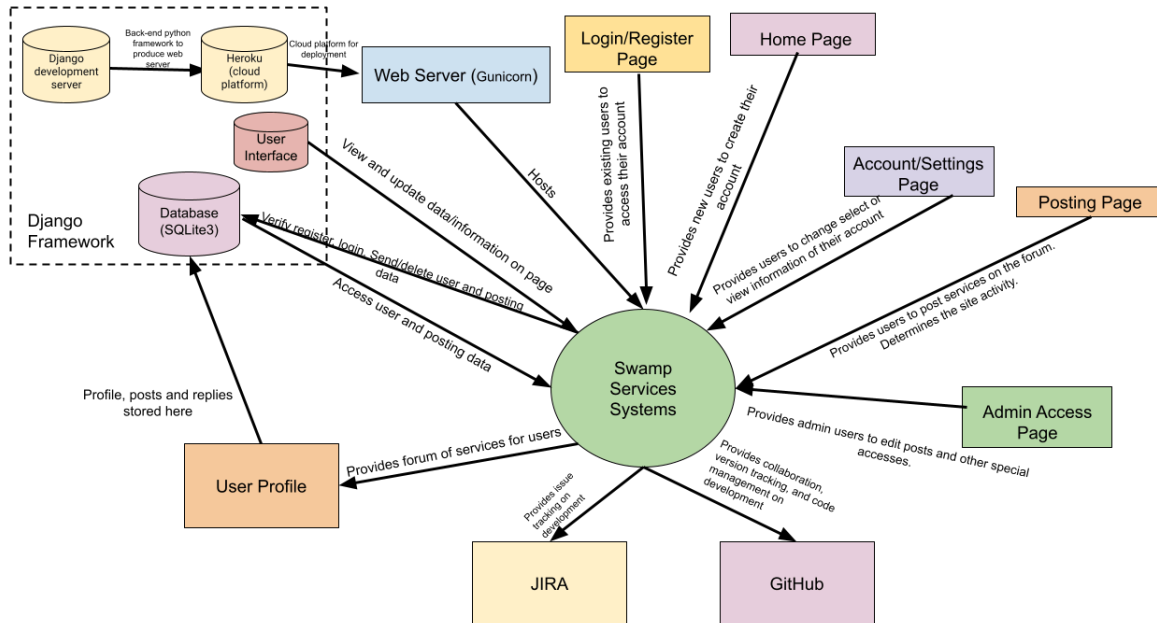 Back-end python
framework to
produce web
server
Cloud platform for
deployment
Django
development
server
Heroku
(cloud
platform)
Web Server (Gunicorn)
Login/Register
Page
Home Page
User
Interface
Account/Settings
Page
Posting Page
Django
Framework
Database
(SQLite3)
View and update data/information on page
Hosts
Provides existing users to
access their account
Provides new users to create their
account
Provides users to change select or
view information of their account
Provides users to post services on the forum.
Determines the site activity.
Verify register, login, Send/delete user and posting
data
Access user and posting data
Swamp
Services
Systems
Admin Access
Page
Provides admin users to edit posts and other special
accesses.
Profile, posts and replies
stored here
Provides forum of services for users
User Profile
Provides issue
tracking on
development
Provides collaboration,
version tracking, and code
management on
development
JIRA
GitHub